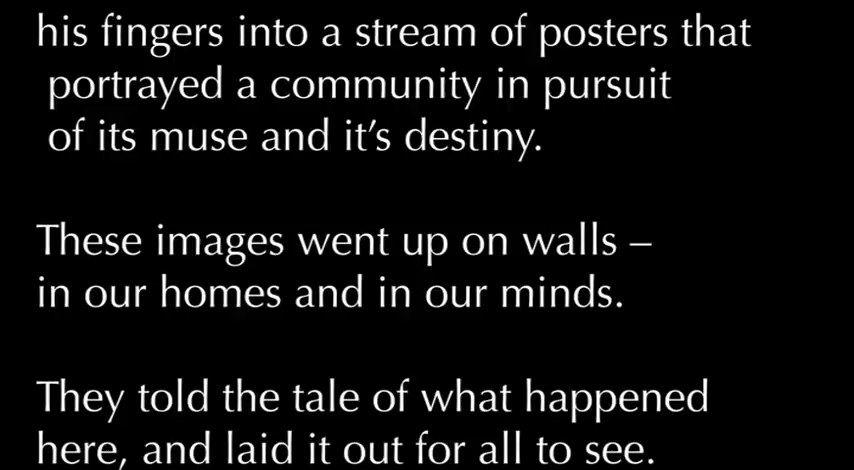 his fingers into a stream of posters that
portrayed a community in pursuit
of its muse and it’s destiny.
These images went up on walls –
in our homes and in our minds.
They told the tale of what happened
here, and laid it out for all to see.